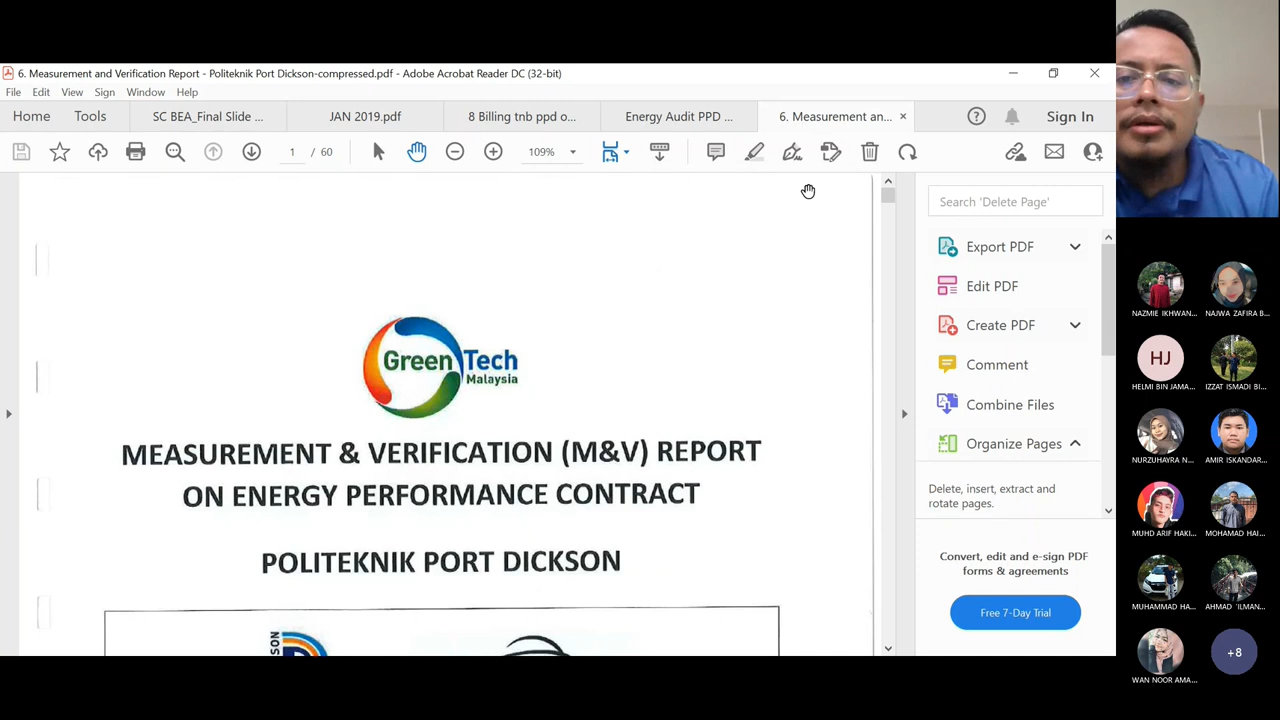 6. Measurement and Verification Report - Politeknik Port Dickson-compressed.pdf - Adobe Acrobat Reader DC (32-bit)
File Edit View Sign Window Help
Home Tools SC BEA_Final Slide ... JAN 2019.pdf 8 Billing tnb ppd o... Energy Audit PPD ... 6. Measurement an... Sign In
1 / 60 109%
Search 'Delete Page'
Export PDF
Edit PDF
Create PDF
Comment
Combine Files
Organize Pages
Delete, insert, extract and
rotate pages.
Convert, edit and e-sign PDF
forms & agreements
Free 7-Day Trial
GreenTech
Malaysia
MEASUREMENT & VERIFICATION (M&V) REPORT
ON ENERGY PERFORMANCE CONTRACT
POLITEKNIK PORT DICKSON
SON
NAZMIE IKHWAN... NAJWA ZAFIRA B...
HJ
HELMI BIN JAMA... IZZAT ISMADI BI...
NURZUHAYRA N... AMIR ISKANDAR...
MUHD ARIF HAKI... MOHAMAD HAI...
MUHAMMAD HA... AHMAD 'ILMAN...
WAN NOOR AMA... +8